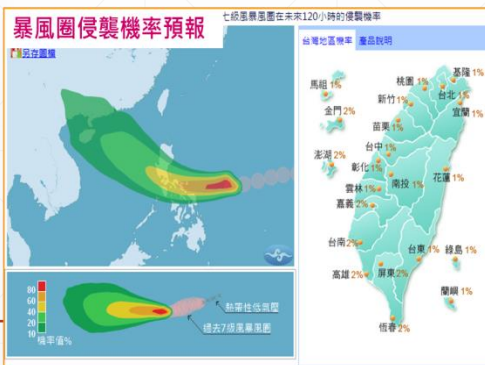 暴風圈侵襲機率預報
七級風暴風圈在未來120小時的侵襲機率
另存圖檔
台灣地區機率 產品說明
馬祖 1%
金門 2%
澎湖 2%
基隆 1%
桃園 1%
台北 1%
新竹 1%
宜蘭 1%
苗栗 1%
台中 1%
彰化 1%
南投 1%
花蓮 1%
雲林 1%
嘉義 2%
台南 2%
台東 1%
綠島 1%
高雄 2%
屏東 2%
蘭嶼 1%
恆春 2%
80
60
40
20
10
機率值%
熱帶性低氣壓
過去7級風暴風圈